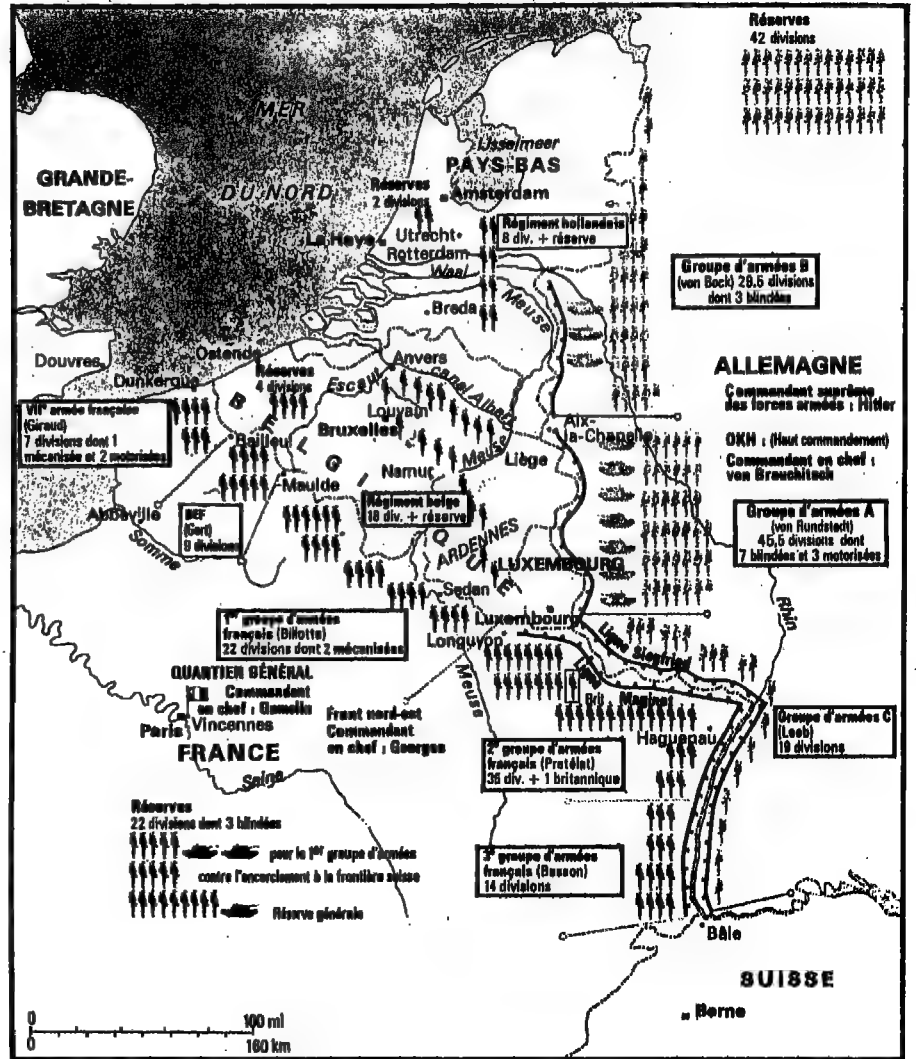 Réserves
42 divisions
MER
DU NORD
GRANDE-
BRETAGNE
IJsselmeer
PAYS-BAS
Amsterdam
Réserves
2 divisions
Régiment hollandais
8 div. + réserve
La Haye
Utrecht
Rotterdam
Waal
Meuse
Breda
Groupe d'armées B
(von Bock) 29,5 divisions
dont 3 blindées
Douvres
Ostende
Dunkerque
Réserves
4 divisions
Escaut
Anvers
Canal Albert
ALLEMAGNE
Commandant suprême
des forces armées : Hitler
OKH : (Haut commandement)
Commandant en chef :
von Brauchitsch
VIIe armée française
(Giraud)
7 divisions dont 1
mécanisée et 2 motorisées
BELGIQUE
Bailleul
Louvain
Bruxelles
Meuse
Aix-
la-Chapelle
Liège
Namur
Maulde
Abbeville
Somme
BEF
(Gort)
9 divisions
Régiment belge
18 div. + réserve
ARDENNES
LUXEMBOURG
Groupe d'armées A
(von Rundstedt)
45,5 divisions dont
7 blindées et 3 motorisées
Rhin
Sedan
Luxembourg
Longuyon
Ligne Siegfried
Ligne Maginot
Brit
1er groupe d'armées
français (Billotte)
22 divisions dont 2 mécanisées
QUARTIER GÉNÉRAL
Commandant
en chef : Gamelin
Paris
Vincennes
FRANCE
Seine
Meuse
Front nord-est
Commandant
en chef : Georges
Haguenau
Groupe d'armées C
(Leeb)
19 divisions
2e groupe d'armées
français (Prételat)
35 div. + 1 britannique
Réserves
22 divisions dont 3 blindées
pour le 1er groupe d'armées
contre l'encerclement à la frontière suisse
Réserve générale
3e groupe d'armées
français (Besson)
14 divisions
Bâle
SUISSE
Berne
0 100 ml
0 160 km